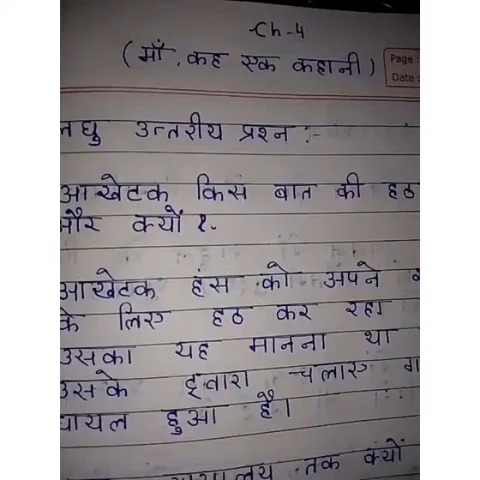 Ch-4
(माँ, कह एक कहानी)
Page :
Date :
लघु उत्तरीय प्रश्न :-
आखेटक किस बात की हठ
और क्यों ?
आखेटक हंस को अपने
के लिए हठ कर रहा
उसका यह मानना था
उसके द्वारा चलाए
घायल हुआ है।
तक क्यों